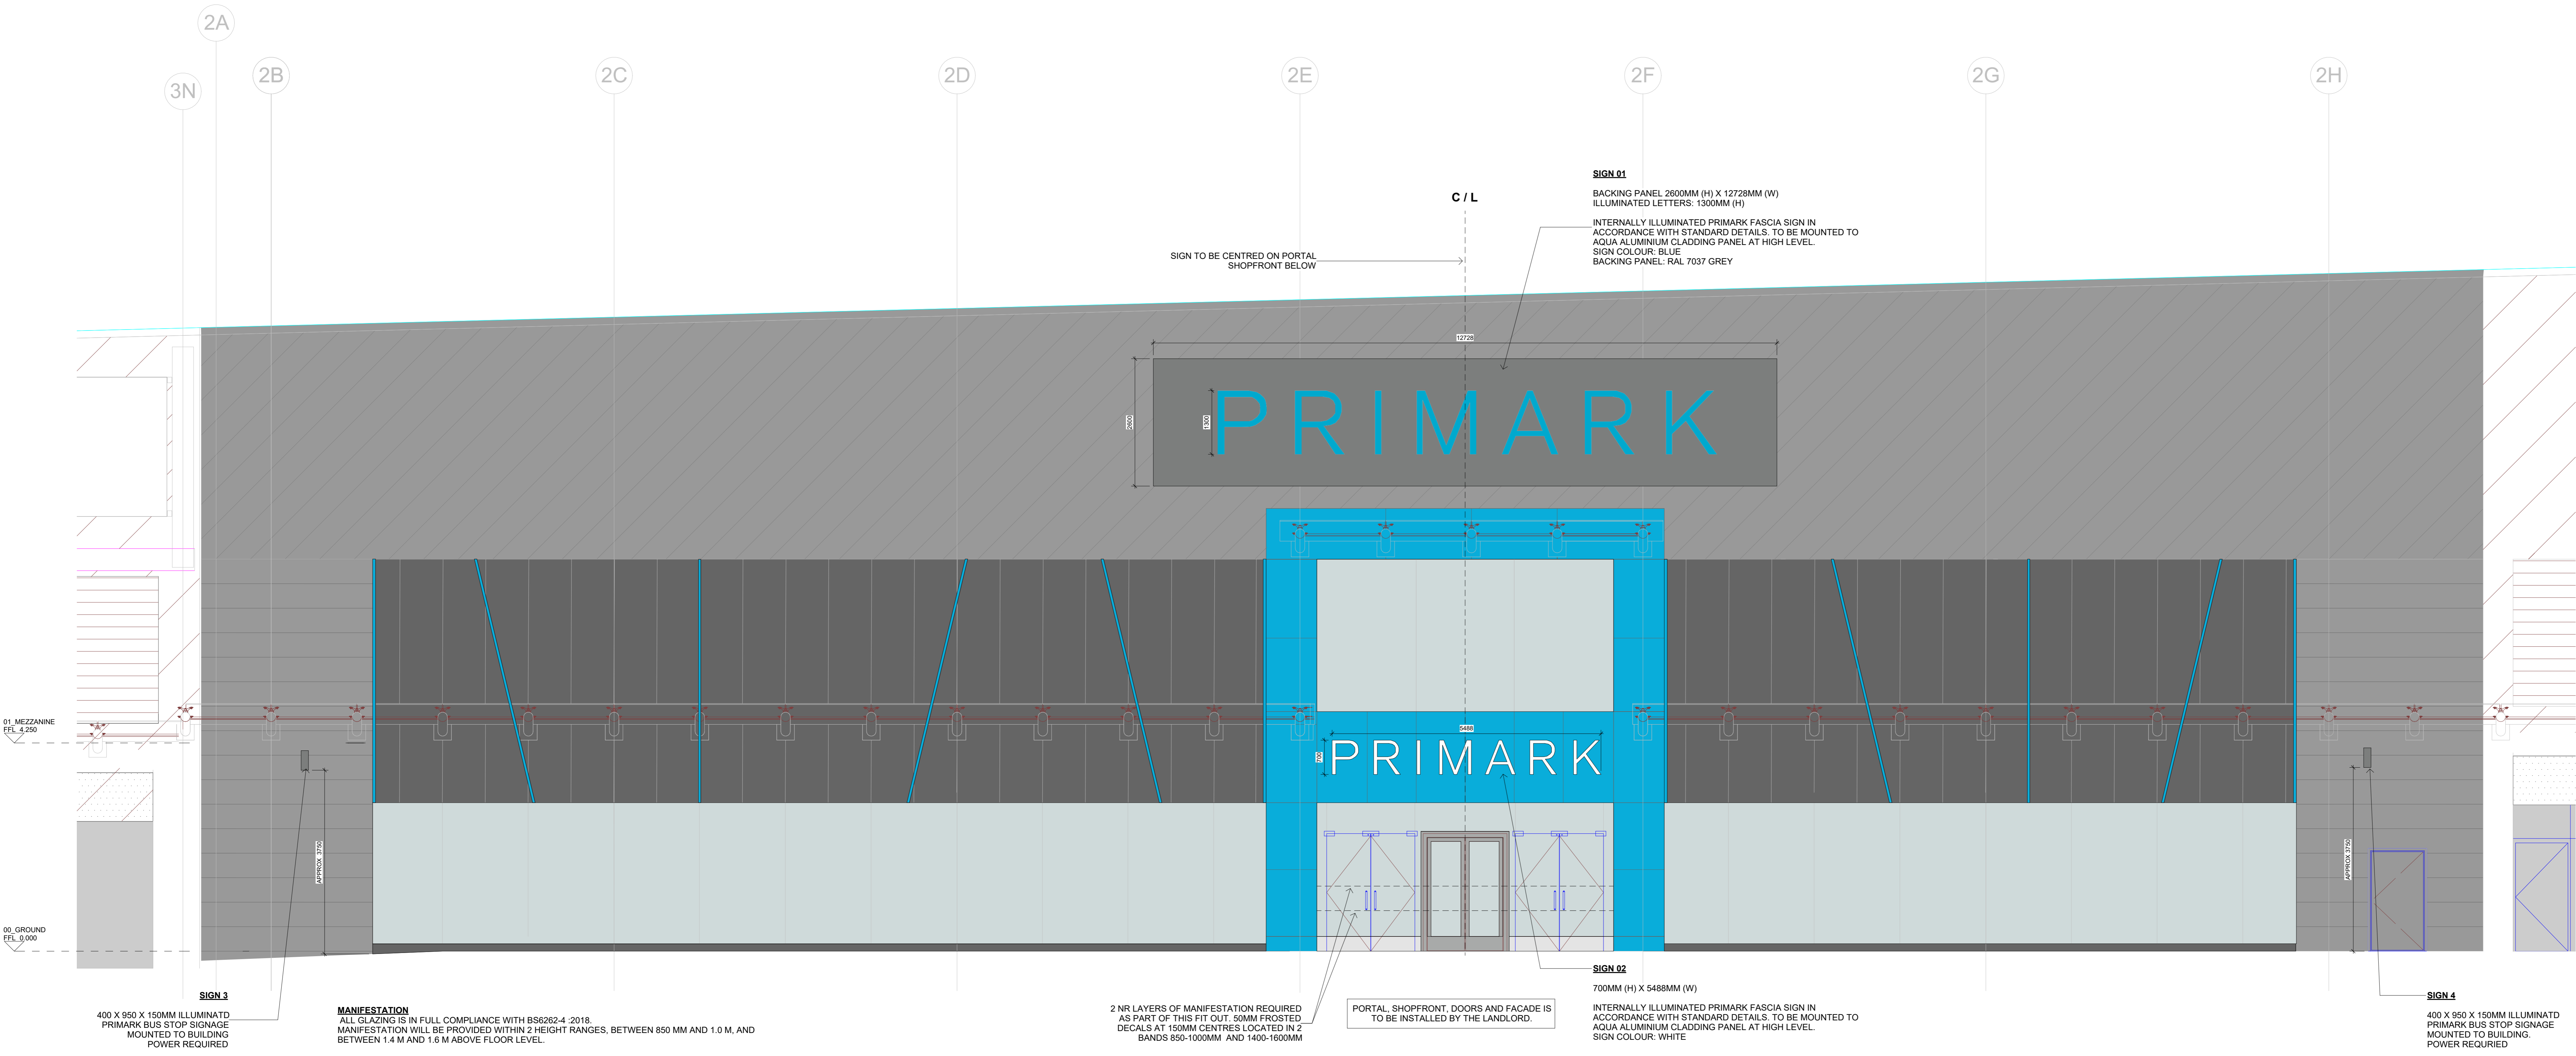 2A
3N
2B
2C
2D
2E
2F
2G
2H
SIGN 01
BACKING PANEL 2600MM (H) X 12728MM (W)
ILLUMINATED LETTERS: 1300MM (H)
INTERNALLY ILLUMINATED PRIMARK FASCIA SIGN IN
ACCORDANCE WITH STANDARD DETAILS. TO BE MOUNTED TO
AQUA ALUMINIUM CLADDING PANEL AT HIGH LEVEL.
SIGN COLOUR: BLUE
BACKING PANEL: RAL 7037 GREY
C / L
SIGN TO BE CENTRED ON PORTAL
SHOPFRONT BELOW
12728
2600
1300
PRIMARK
5488
700
PRIMARK
01_MEZZANINE
FFL 4.250
00_GROUND
FFL 0.000
APPROX 3750
APPROX 3750
SIGN 3
400 X 950 X 150MM ILLUMINATD
PRIMARK BUS STOP SIGNAGE
MOUNTED TO BUILDING
POWER REQUIRED
MANIFESTATION
ALL GLAZING IS IN FULL COMPLIANCE WITH BS6262-4 :2018.
MANIFESTATION WILL BE PROVIDED WITHIN 2 HEIGHT RANGES, BETWEEN 850 MM AND 1.0 M, AND
BETWEEN 1.4 M AND 1.6 M ABOVE FLOOR LEVEL.
2 NR LAYERS OF MANIFESTATION REQUIRED
AS PART OF THIS FIT OUT. 50MM FROSTED
DECALS AT 150MM CENTRES LOCATED IN 2
BANDS 850-1000MM AND 1400-1600MM
PORTAL, SHOPFRONT, DOORS AND FACADE IS
TO BE INSTALLED BY THE LANDLORD.
SIGN 02
700MM (H) X 5488MM (W)
INTERNALLY ILLUMINATED PRIMARK FASCIA SIGN IN
ACCORDANCE WITH STANDARD DETAILS. TO BE MOUNTED TO
AQUA ALUMINIUM CLADDING PANEL AT HIGH LEVEL.
SIGN COLOUR: WHITE
SIGN 4
400 X 950 X 150MM ILLUMINATD
PRIMARK BUS STOP SIGNAGE
MOUNTED TO BUILDING.
POWER REQURIED